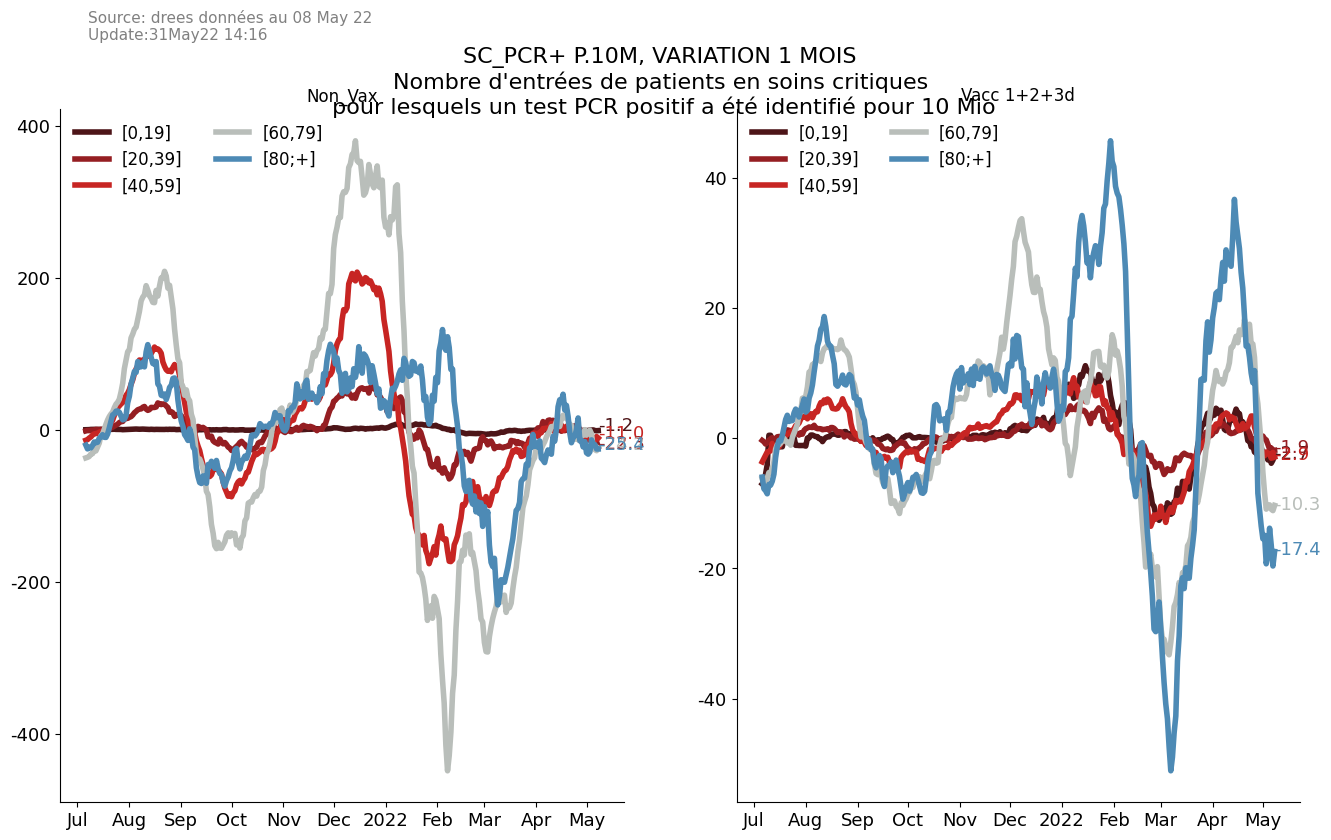 Source: drees données au 08 May 22
Update:31May22 14:16
SC_PCR+ P.10M, VARIATION 1 MOIS
Nombre d'entrées de patients en soins critiques
pour lesquels un test PCR positif a été identifié pour 10 Mio
Non_Vax
Vacc 1+2+3d
[0,19]
[20,39]
[40,59]
[60,79]
[80;+]
400
200
0
-200
-400
-1.2
Jul Aug Sep Oct Nov Dec 2022 Feb Mar Apr May
[0,19]
[20,39]
[40,59]
[60,79]
[80;+]
40
20
0
-20
-40
-10.3
-17.4
Jul Aug Sep Oct Nov Dec 2022 Feb Mar Apr May